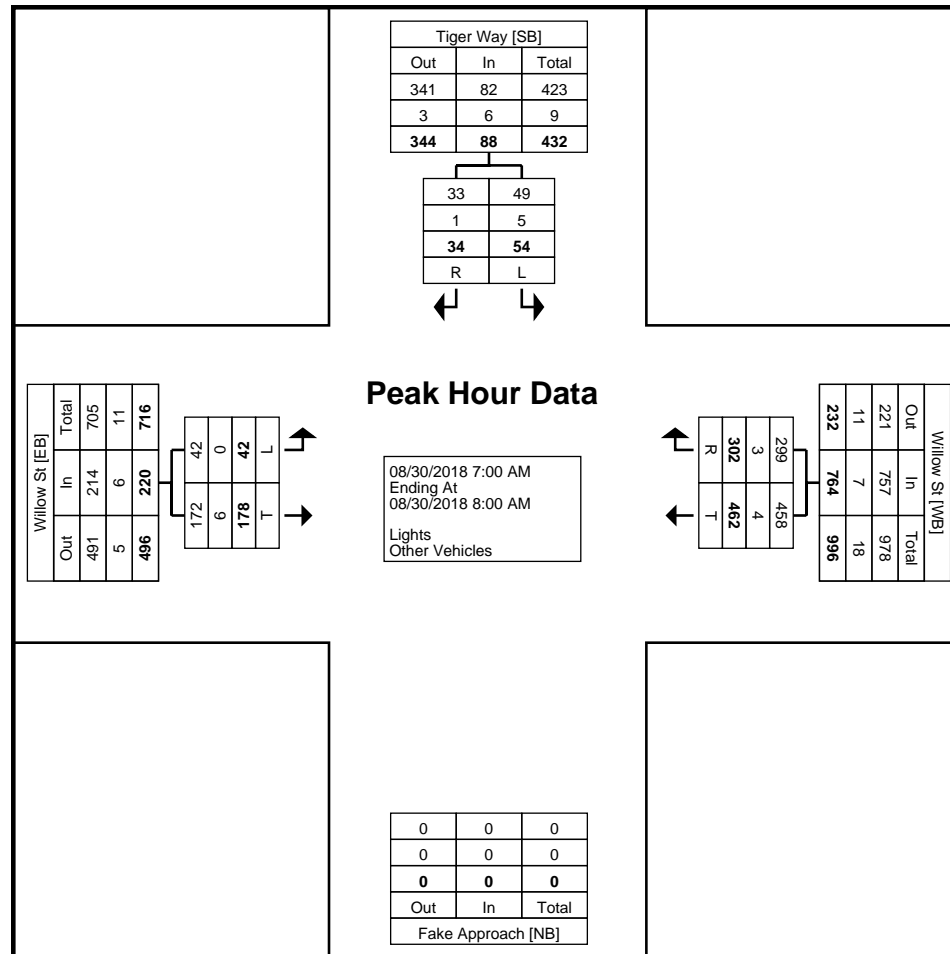 Tiger Way [SB]
Out In Total
341 82 423
3 6 9
344 88 432
33 49
1 5
34 54
R L
Peak Hour Data
Willow St [EB]
Total In Out
705 214 491
11 6 5
716 220 496
42 172
0 6
42 178
L T
08/30/2018 7:00 AM
Ending At
08/30/2018 8:00 AM
Lights
Other Vehicles
R T
302 462
3 4
299 458
232 764 996
11 7 18
221 757 978
Out In Total
Willow St [WB]
0 0 0
0 0 0
0 0 0
Out In Total
Fake Approach [NB]